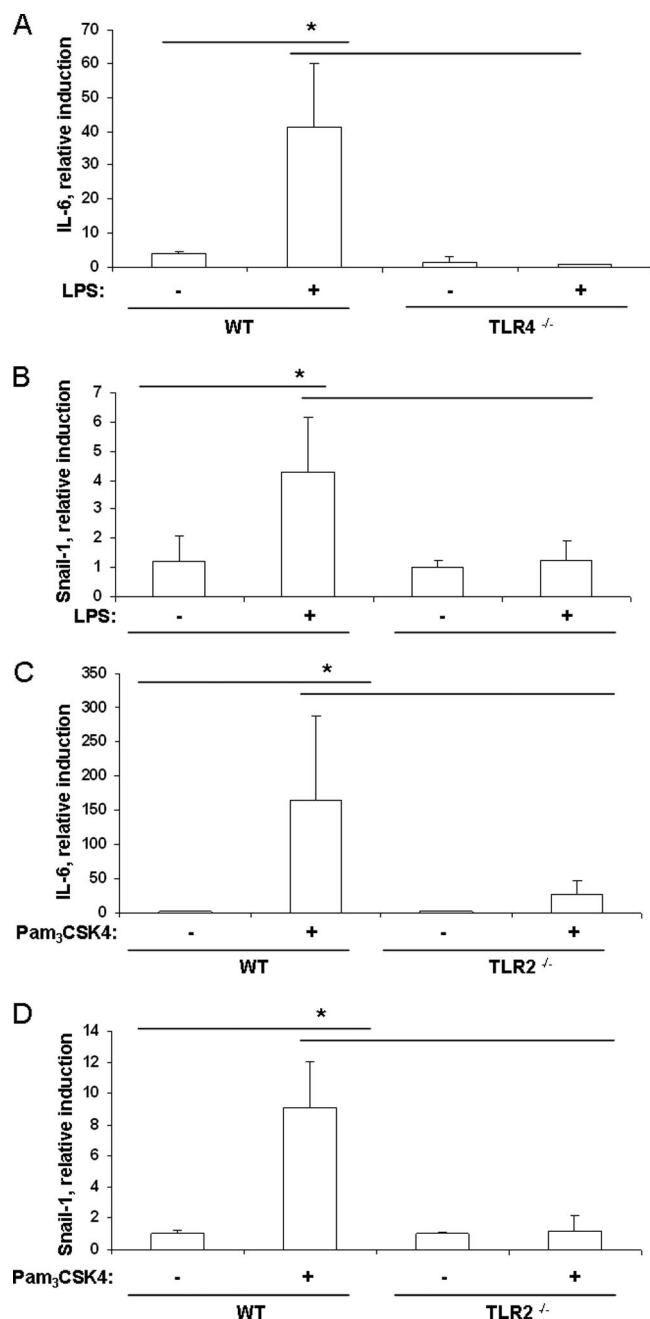 A
*
IL-6, relative induction
70
60
50
40
30
20
10
0
LPS: - + - +
WT TLR4 -/-
B
*
Snail-1, relative induction
7
6
5
4
3
2
1
0
LPS: - + - +
C
*
IL-6, relative induction
350
300
250
200
150
100
50
0
Pam₃CSK4: - + - +
WT TLR2 -/-
D
*
Snail-1, relative induction
14
12
10
8
6
4
2
0
Pam₃CSK4: - + - +
WT TLR2 -/-